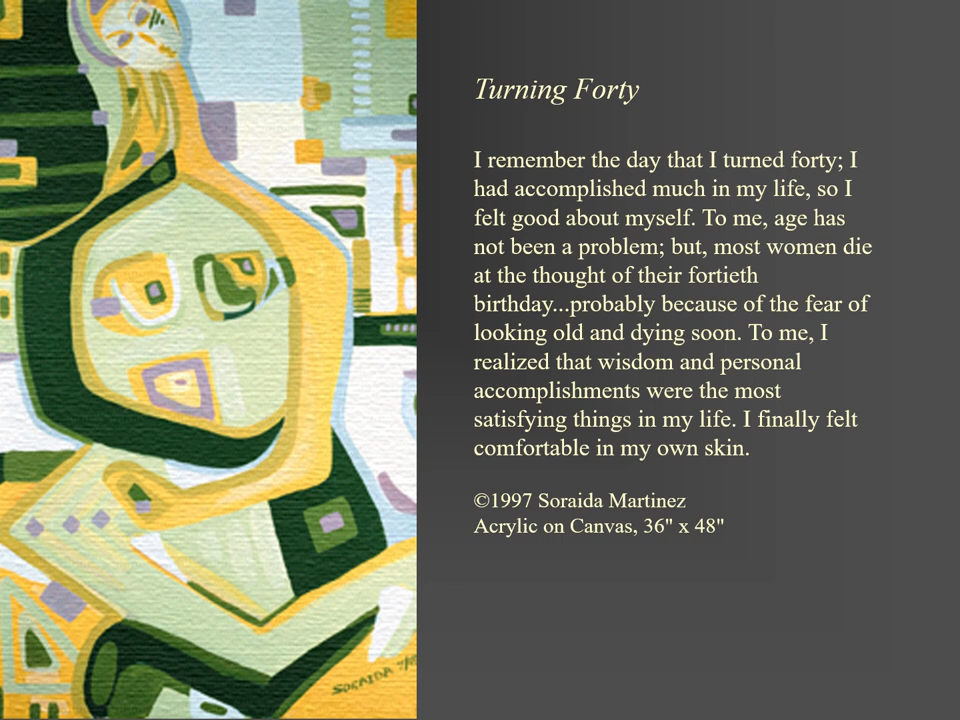 Turning Forty
I remember the day that I turned forty; I
had accomplished much in my life, so I
felt good about myself. To me, age has
not been a problem; but, most women die
at the thought of their fortieth
birthday...probably because of the fear of
looking old and dying soon. To me, I
realized that wisdom and personal
accomplishments were the most
satisfying things in my life. I finally felt
comfortable in my own skin.
©1997 Soraida Martinez
Acrylic on Canvas, 36" x 48"
SORAIDA